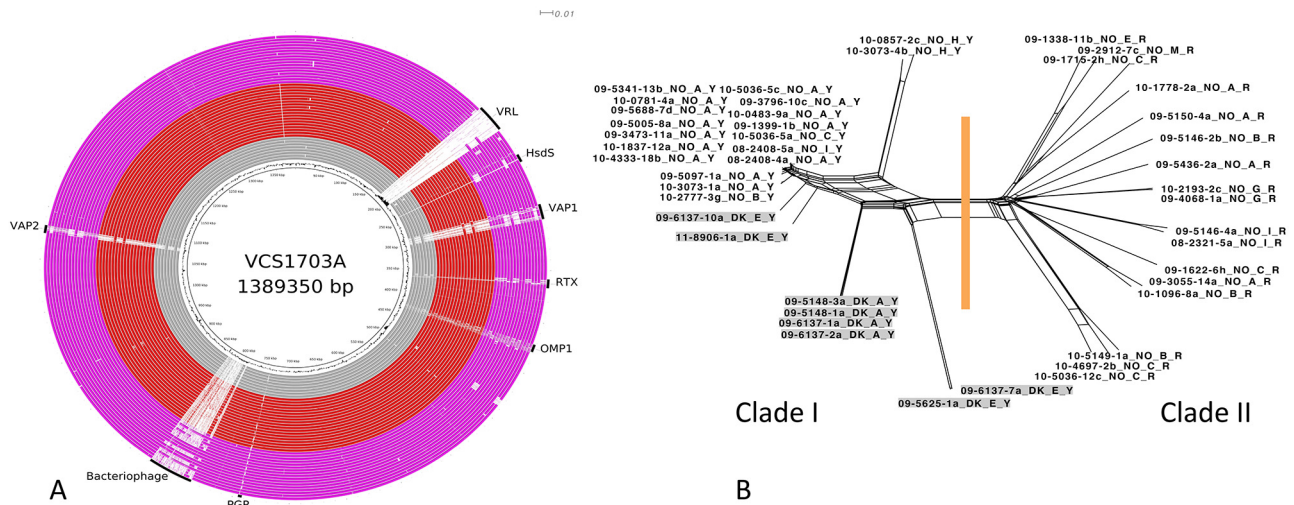 0.01
VRL
HsdS
VAP1
VAP2
RTX
OMP1
Bacteriophage
PGP
VCS1703A
1389350 bp
A
10-0857-2c_NO_H_Y
10-3073-4b_NO_H_Y
09-5341-13b_NO_A_Y 10-5036-5c_NO_A_Y
10-0781-4a_NO_A_Y 09-3796-10c_NO_A_Y
09-5688-7d_NO_A_Y 10-0483-9a_NO_A_Y
09-5005-8a_NO_A_Y 09-1399-1b_NO_A_Y
09-3473-11a_NO_A_Y 10-5036-5a_NO_C_Y
10-1837-12a_NO_A_Y 08-2408-5a_NO_I_Y
10-4333-18b_NO_A_Y 08-2408-4a_NO_A_Y
09-5097-1a_NO_A_Y
10-3073-1a_NO_A_Y
10-2777-3g_NO_B_Y
09-6137-10a_DK_E_Y
11-8906-1a_DK_E_Y
09-5148-3a_DK_A_Y
09-5148-1a_DK_A_Y
09-6137-1a_DK_A_Y
09-6137-2a_DK_A_Y
09-6137-7a_DK_E_Y
09-5625-1a_DK_E_Y
09-1338-11b_NO_E_R
09-2912-7c_NO_M_R
09-1715-2h_NO_C_R
10-1778-2a_NO_A_R
09-5150-4a_NO_A_R
09-5146-2b_NO_B_R
09-5436-2a_NO_A_R
10-2193-2c_NO_G_R
09-4068-1a_NO_G_R
09-5146-4a_NO_I_R
08-2321-5a_NO_I_R
09-1622-6h_NO_C_R
09-3055-14a_NO_A_R
10-1096-8a_NO_B_R
10-5149-1a_NO_B_R
10-4697-2b_NO_C_R
10-5036-12c_NO_C_R
Clade I
Clade II
B